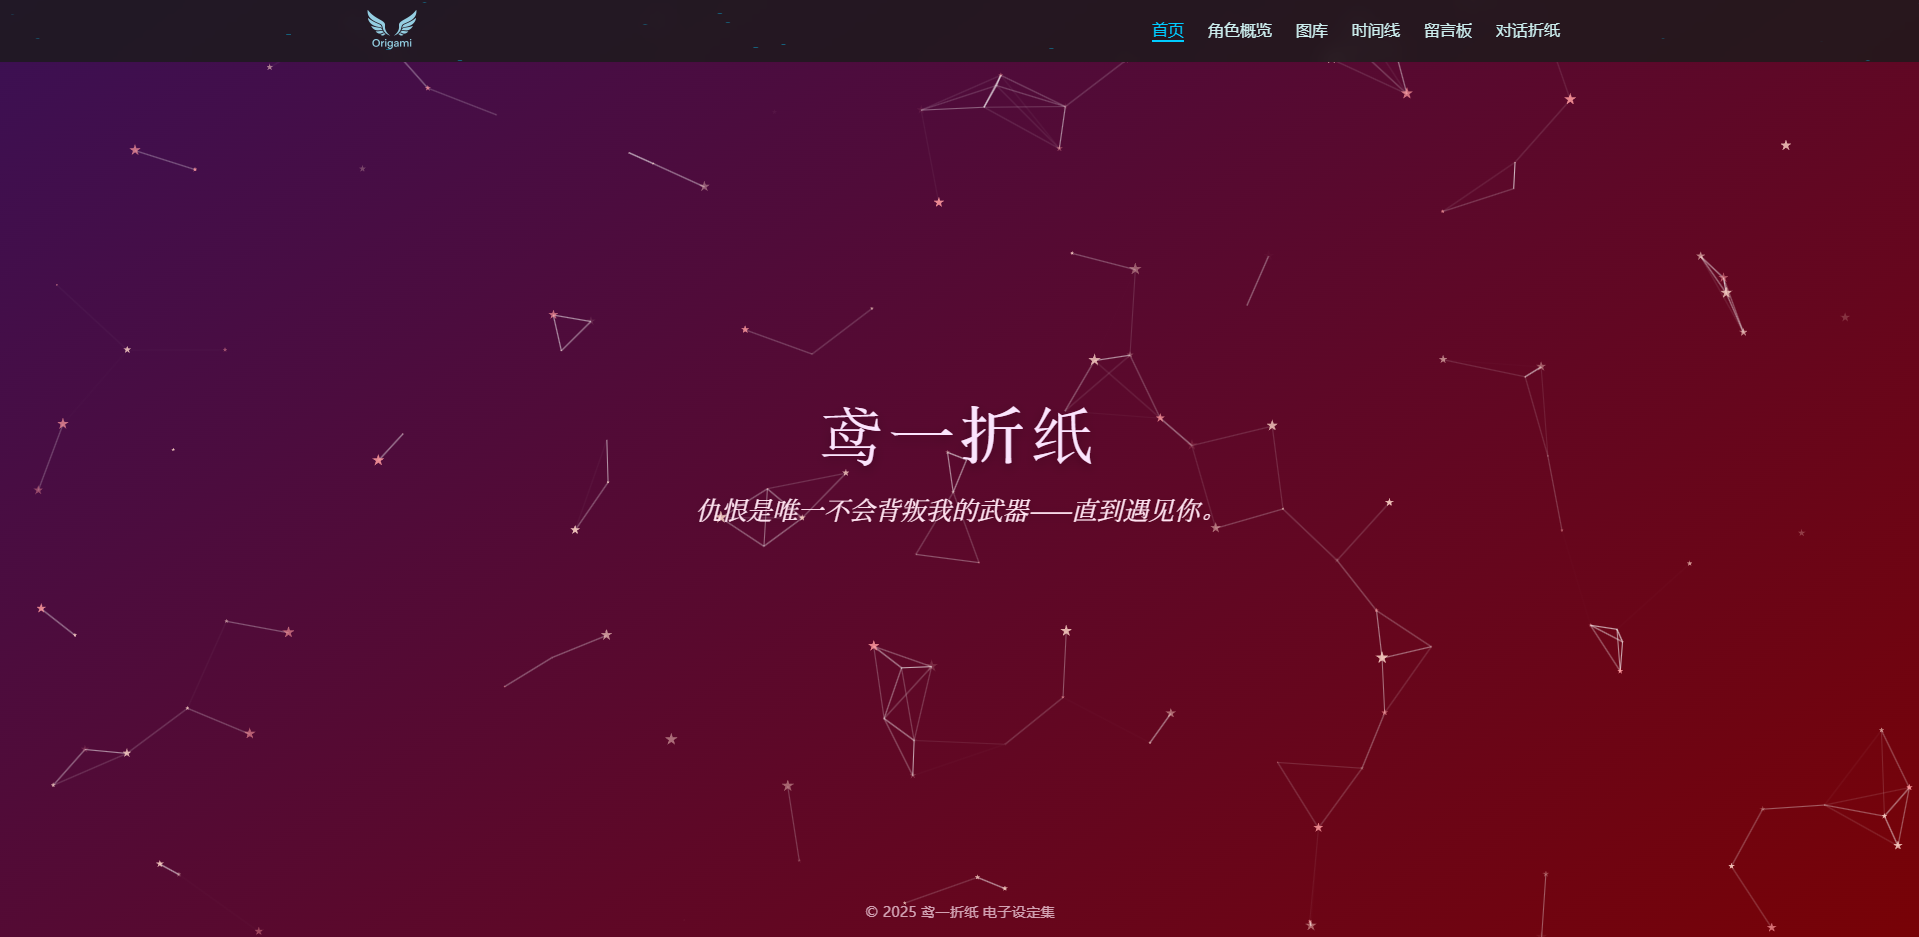 Origami
首页 角色概览 图库 时间线 留言板 对话折纸
鸢一折纸
仇恨是唯一不会背叛我的武器——直到遇见你。
© 2025 鸢一折纸 电子设定集